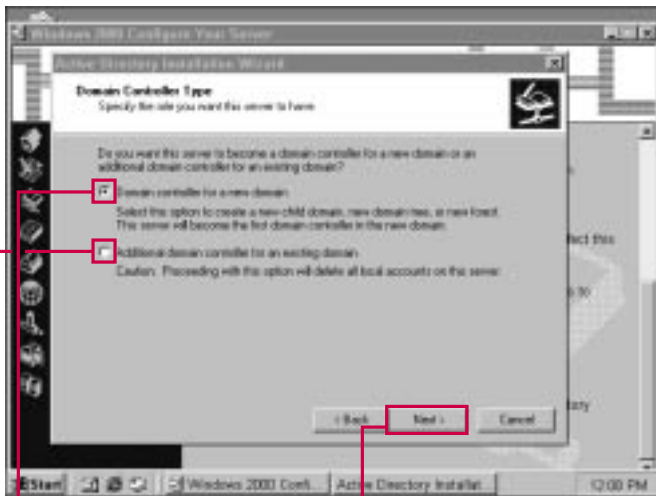 Windows 2000 Configure Your Server
Active Directory Installation Wizard
Domain Controller Type
Specify the role you want this server to have.
Do you want this server to become a domain controller for a new domain or an
additional domain controller for an existing domain?
Domain controller for a new domain
Select this option to create a new child domain, new domain tree, or new forest.
This server will become the first domain controller in the new domain.
Additional domain controller for an existing domain
Caution: Proceeding with this option will delete all local accounts on this server.
fect this
tory
< Back
Next >
Cancel
Start
Windows 2000 Confi...
Active Directory Installat...
12:00 PM